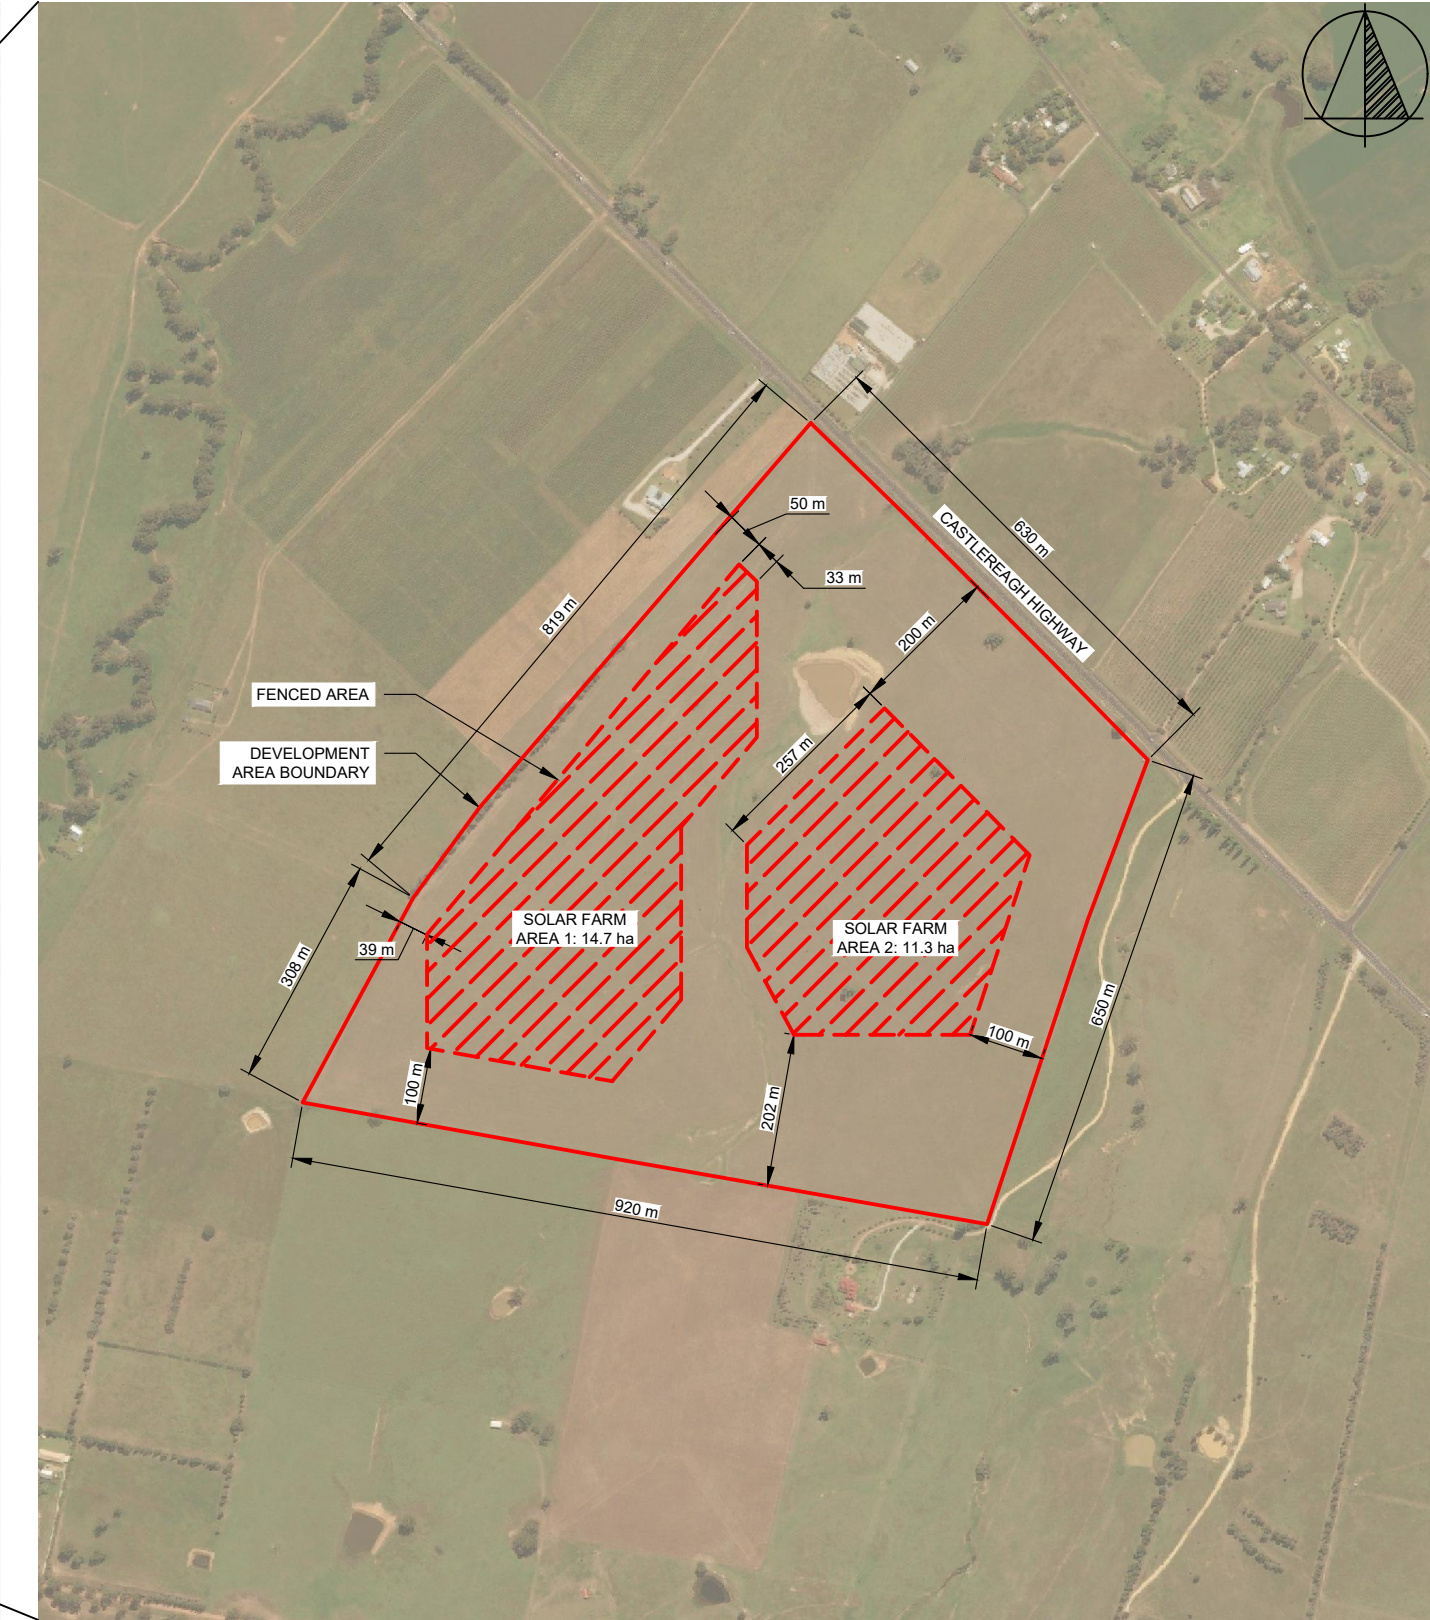 50 m
33 m
630 m
CASTLEREAGH HIGHWAY
819 m
200 m
FENCED AREA
257 m
DEVELOPMENT
AREA BOUNDARY
SOLAR FARM
AREA 1: 14.7 ha
SOLAR FARM
AREA 2: 11.3 ha
39 m
308 m
650 m
100 m
100 m
202 m
920 m